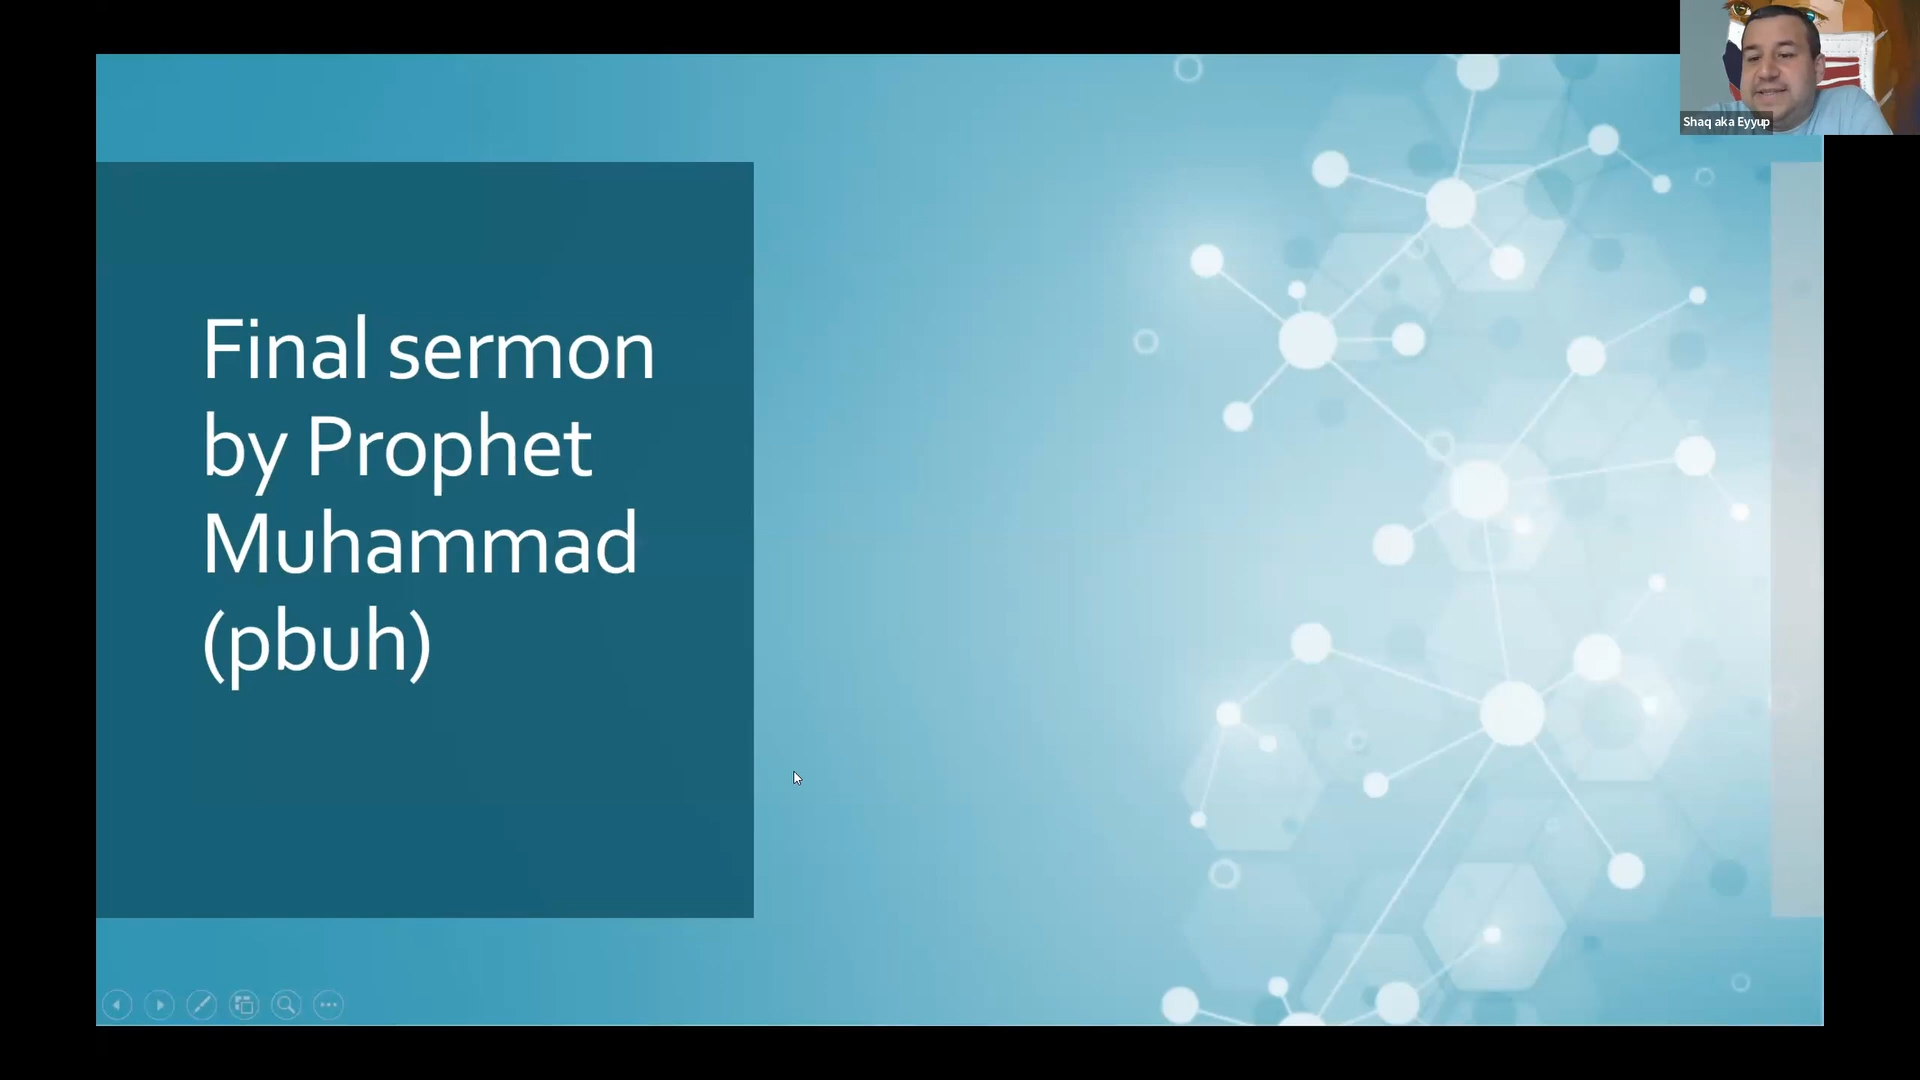 Final sermon
by Prophet
Muhammad
(pbuh)
Shaq aka Eyyup